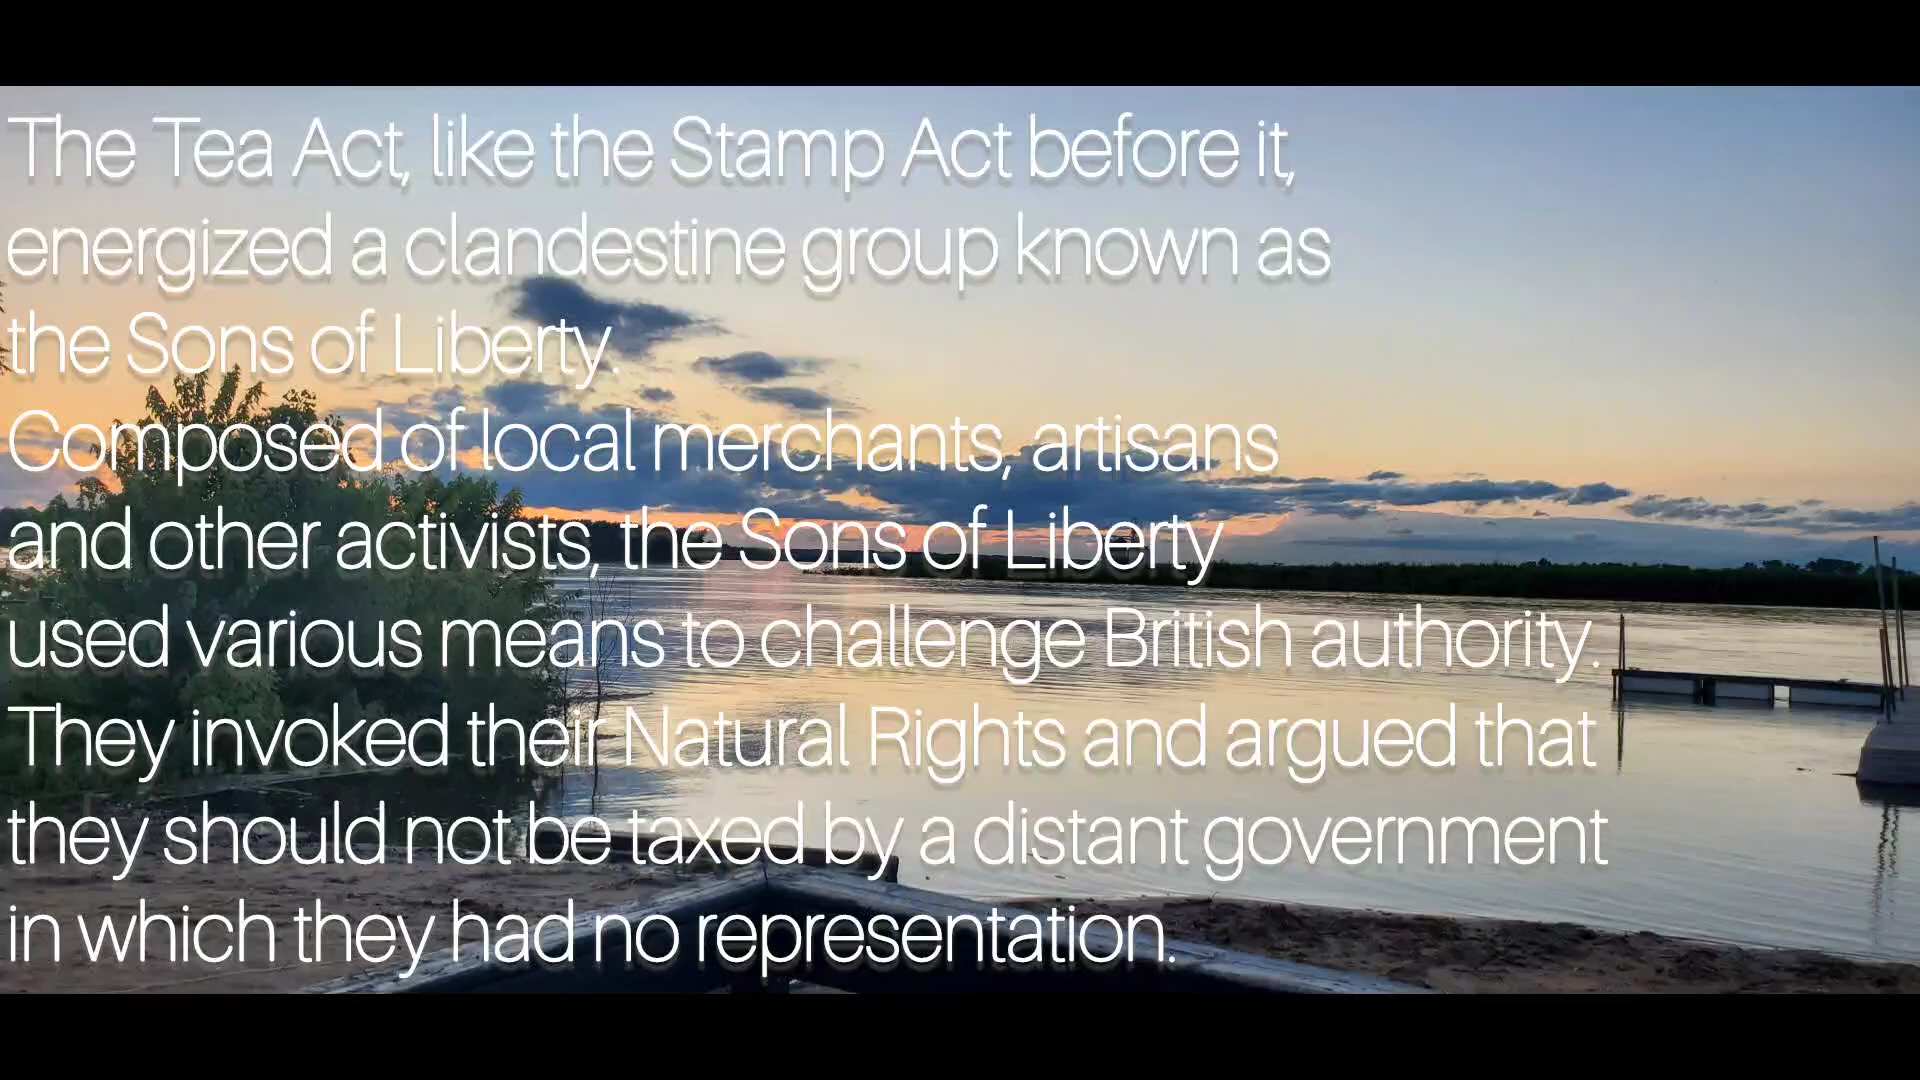 The Tea Act, like the Stamp Act before it,
energized a clandestine group known as
the Sons of Liberty.
Composed of local merchants, artisans
and other activists, the Sons of Liberty
used various means to challenge British authority.
They invoked their Natural Rights and argued that
they should not be taxed by a distant government
in which they had no representation.